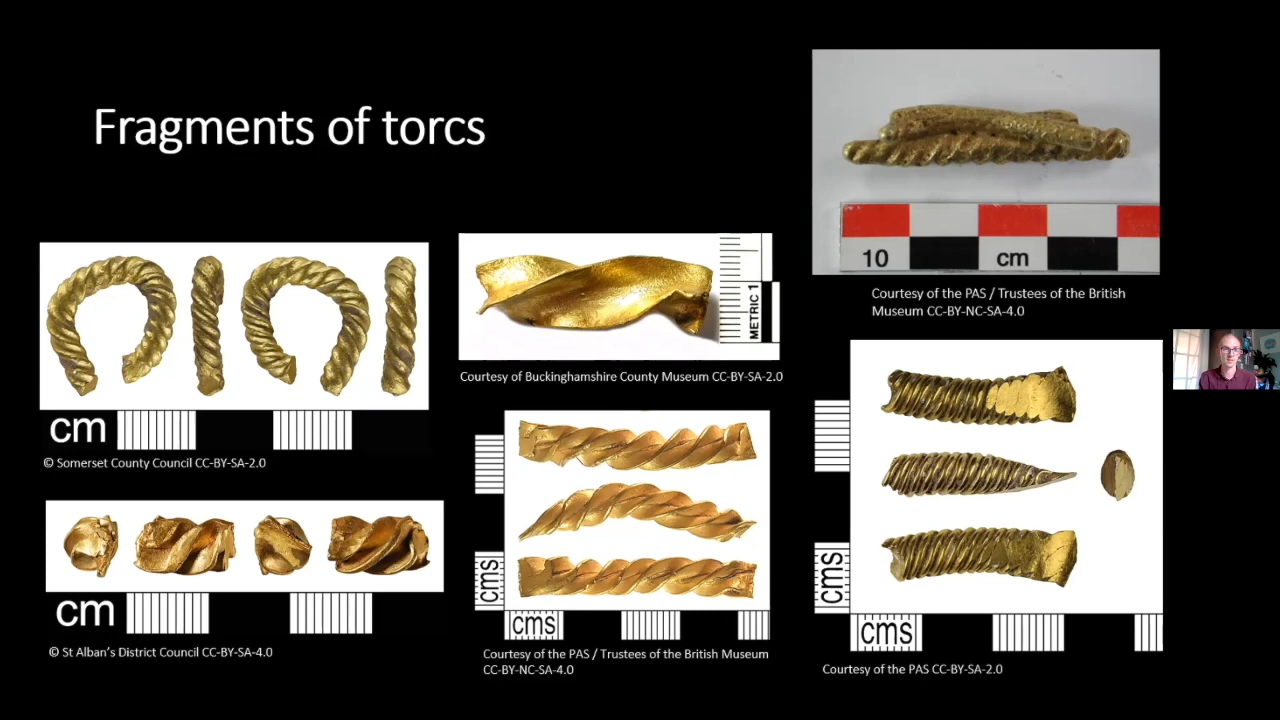 Fragments of torcs
10 cm
Courtesy of the PAS / Trustees of the British
Museum CC-BY-NC-SA-4.0
METRIC 1
Courtesy of Buckinghamshire County Museum CC-BY-SA-2.0
cm
© Somerset County Council CC-BY-SA-2.0
cm
© St Alban's District Council CC-BY-SA-4.0
cms
cms
Courtesy of the PAS / Trustees of the British Museum
CC-BY-NC-SA-4.0
cms
cms
Courtesy of the PAS CC-BY-SA-2.0